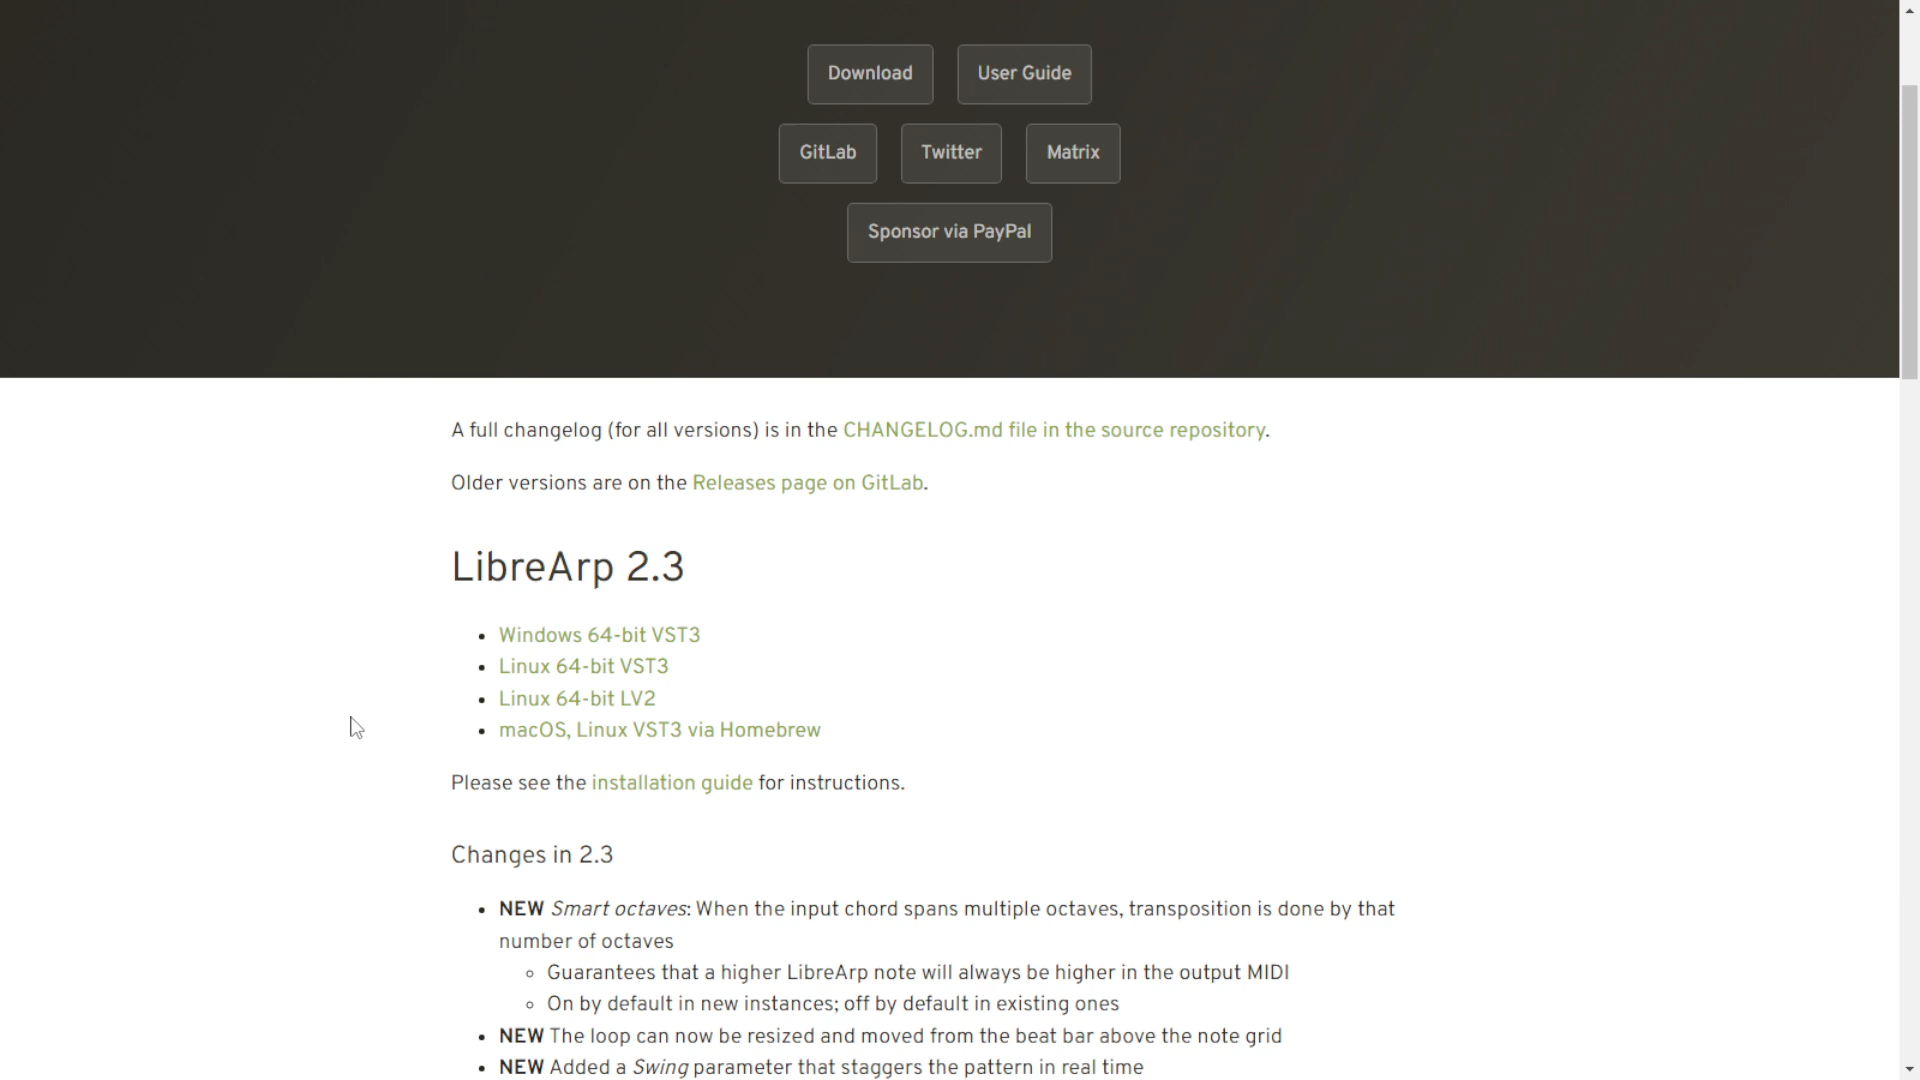 Download
User Guide
GitLab
Twitter
Matrix
Sponsor via PayPal
A full changelog (for all versions) is in the CHANGELOG.md file in the source repository.
Older versions are on the Releases page on GitLab.
LibreArp 2.3
• Windows 64-bit VST3
• Linux 64-bit VST3
• Linux 64-bit LV2
• macOS, Linux VST3 via Homebrew
Please see the installation guide for instructions.
Changes in 2.3
• NEW Smart octaves: When the input chord spans multiple octaves, transposition is done by that
number of octaves
◦ Guarantees that a higher LibreArp note will always be higher in the output MIDI
◦ On by default in new instances; off by default in existing ones
• NEW The loop can now be resized and moved from the beat bar above the note grid
• NEW Added a Swing parameter that staggers the pattern in real time